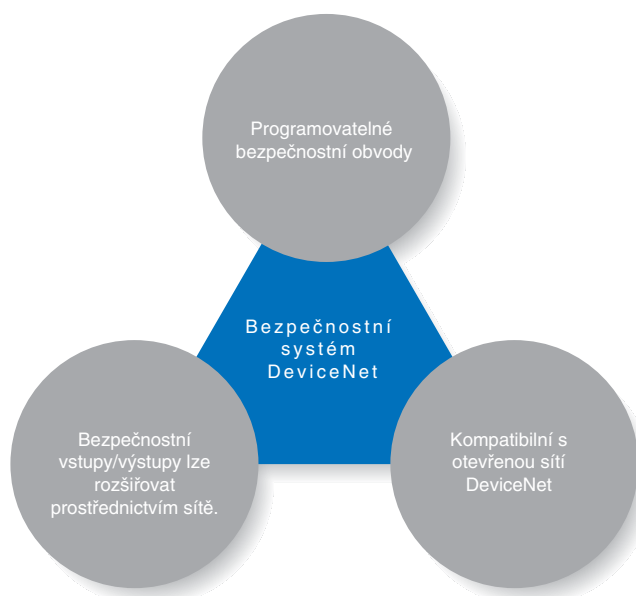 Programovatelné
bezpečnostní obvody
Bezpečnostní
systém
DeviceNet
Bezpečnostní
vstupy/výstupy lze
rozšiřovat
prostřednictvím sítě.
Kompatibilní s
otevřenou sítí
DeviceNet